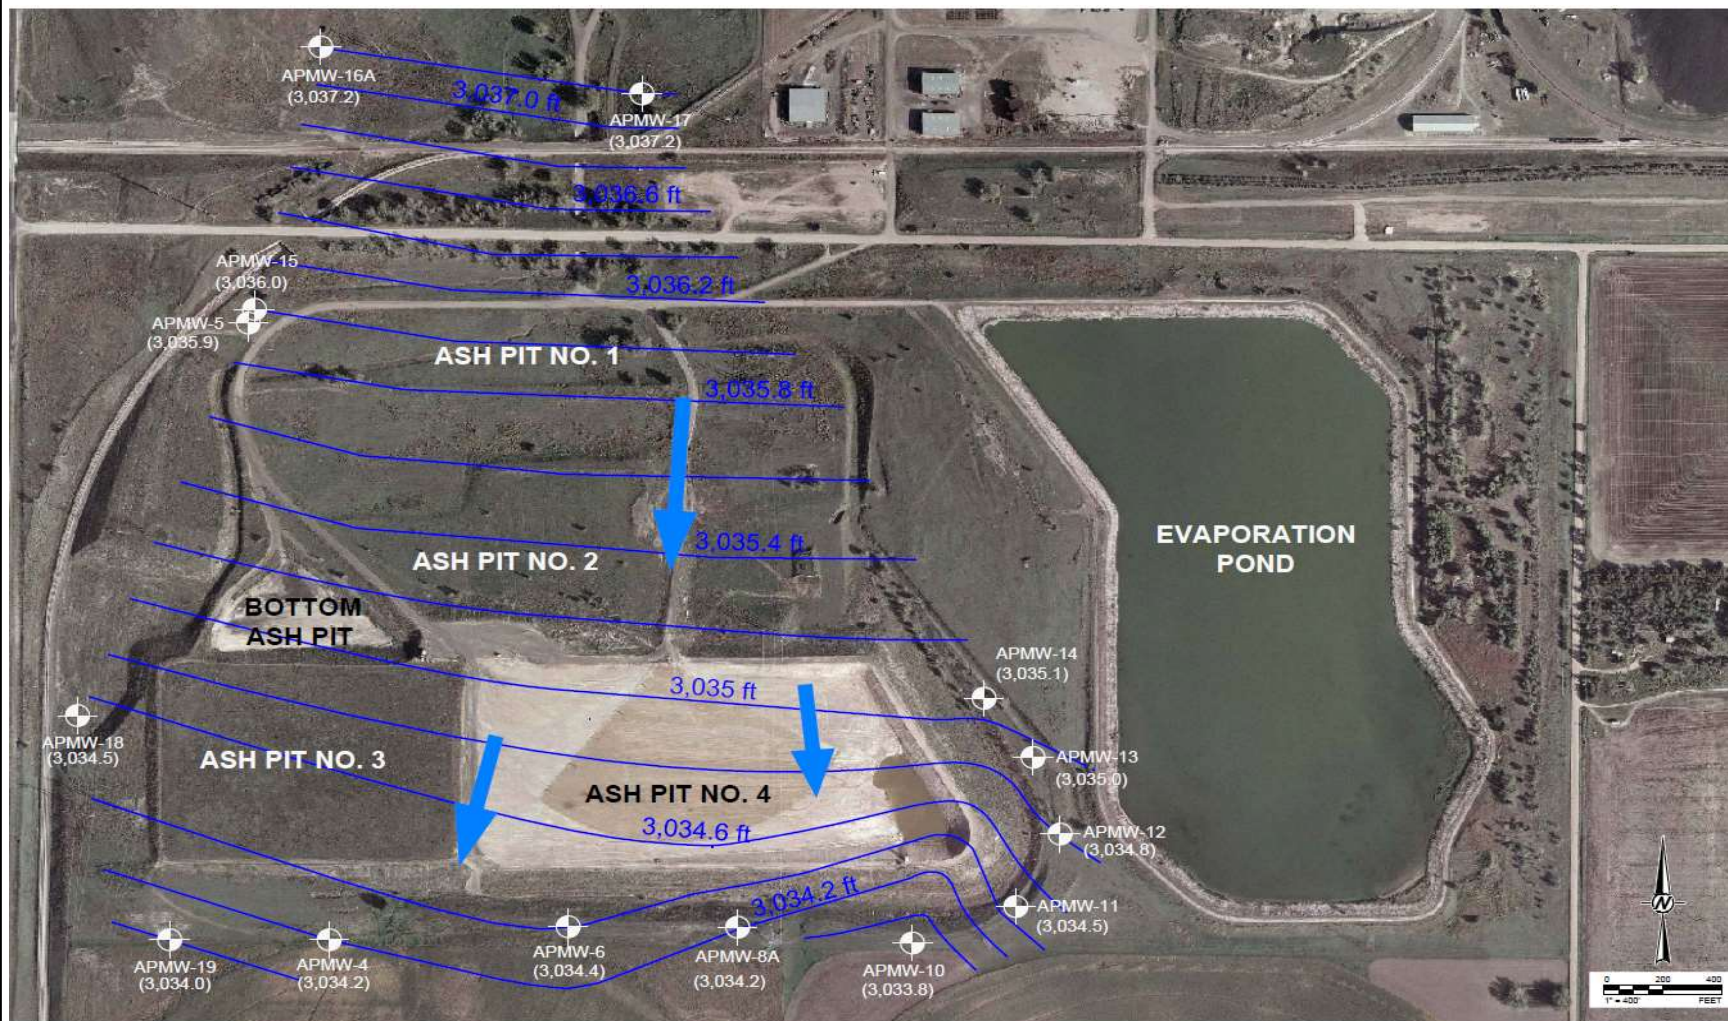 APMW-16A
(3,037.2)
3,037.0 ft
APMW-17
(3,037.2)
3,036.6 ft
APMW-15
(3,036.0)
3,036.2 ft
APMW-5
(3,035.9)
ASH PIT NO. 1
3,035.8 ft
EVAPORATION
POND
3,035.4 ft
ASH PIT NO. 2
BOTTOM
ASH PIT
APMW-14
(3,035.1)
3,035 ft
APMW-18
(3,034.5)
ASH PIT NO. 3
APMW-13
(3,035.0)
ASH PIT NO. 4
3,034.6 ft
APMW-12
(3,034.8)
3,034.2 ft
APMW-11
(3,034.5)
APMW-19
(3,034.0)
APMW-4
(3,034.2)
APMW-6
(3,034.4)
APMW-8A
(3,034.2)
APMW-10
(3,033.8)
N
0 200 400
1" = 400' FEET